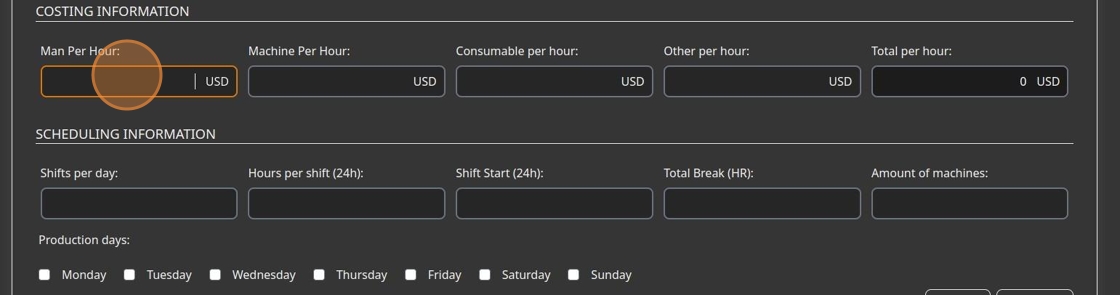 COSTING INFORMATION
Man Per Hour: Machine Per Hour: Consumable per hour: Other per hour: Total per hour:
USD USD USD USD 0 USD
SCHEDULING INFORMATION
Shifts per day: Hours per shift (24h): Shift Start (24h): Total Break (HR): Amount of machines:
Production days:
Monday Tuesday Wednesday Thursday Friday Saturday Sunday